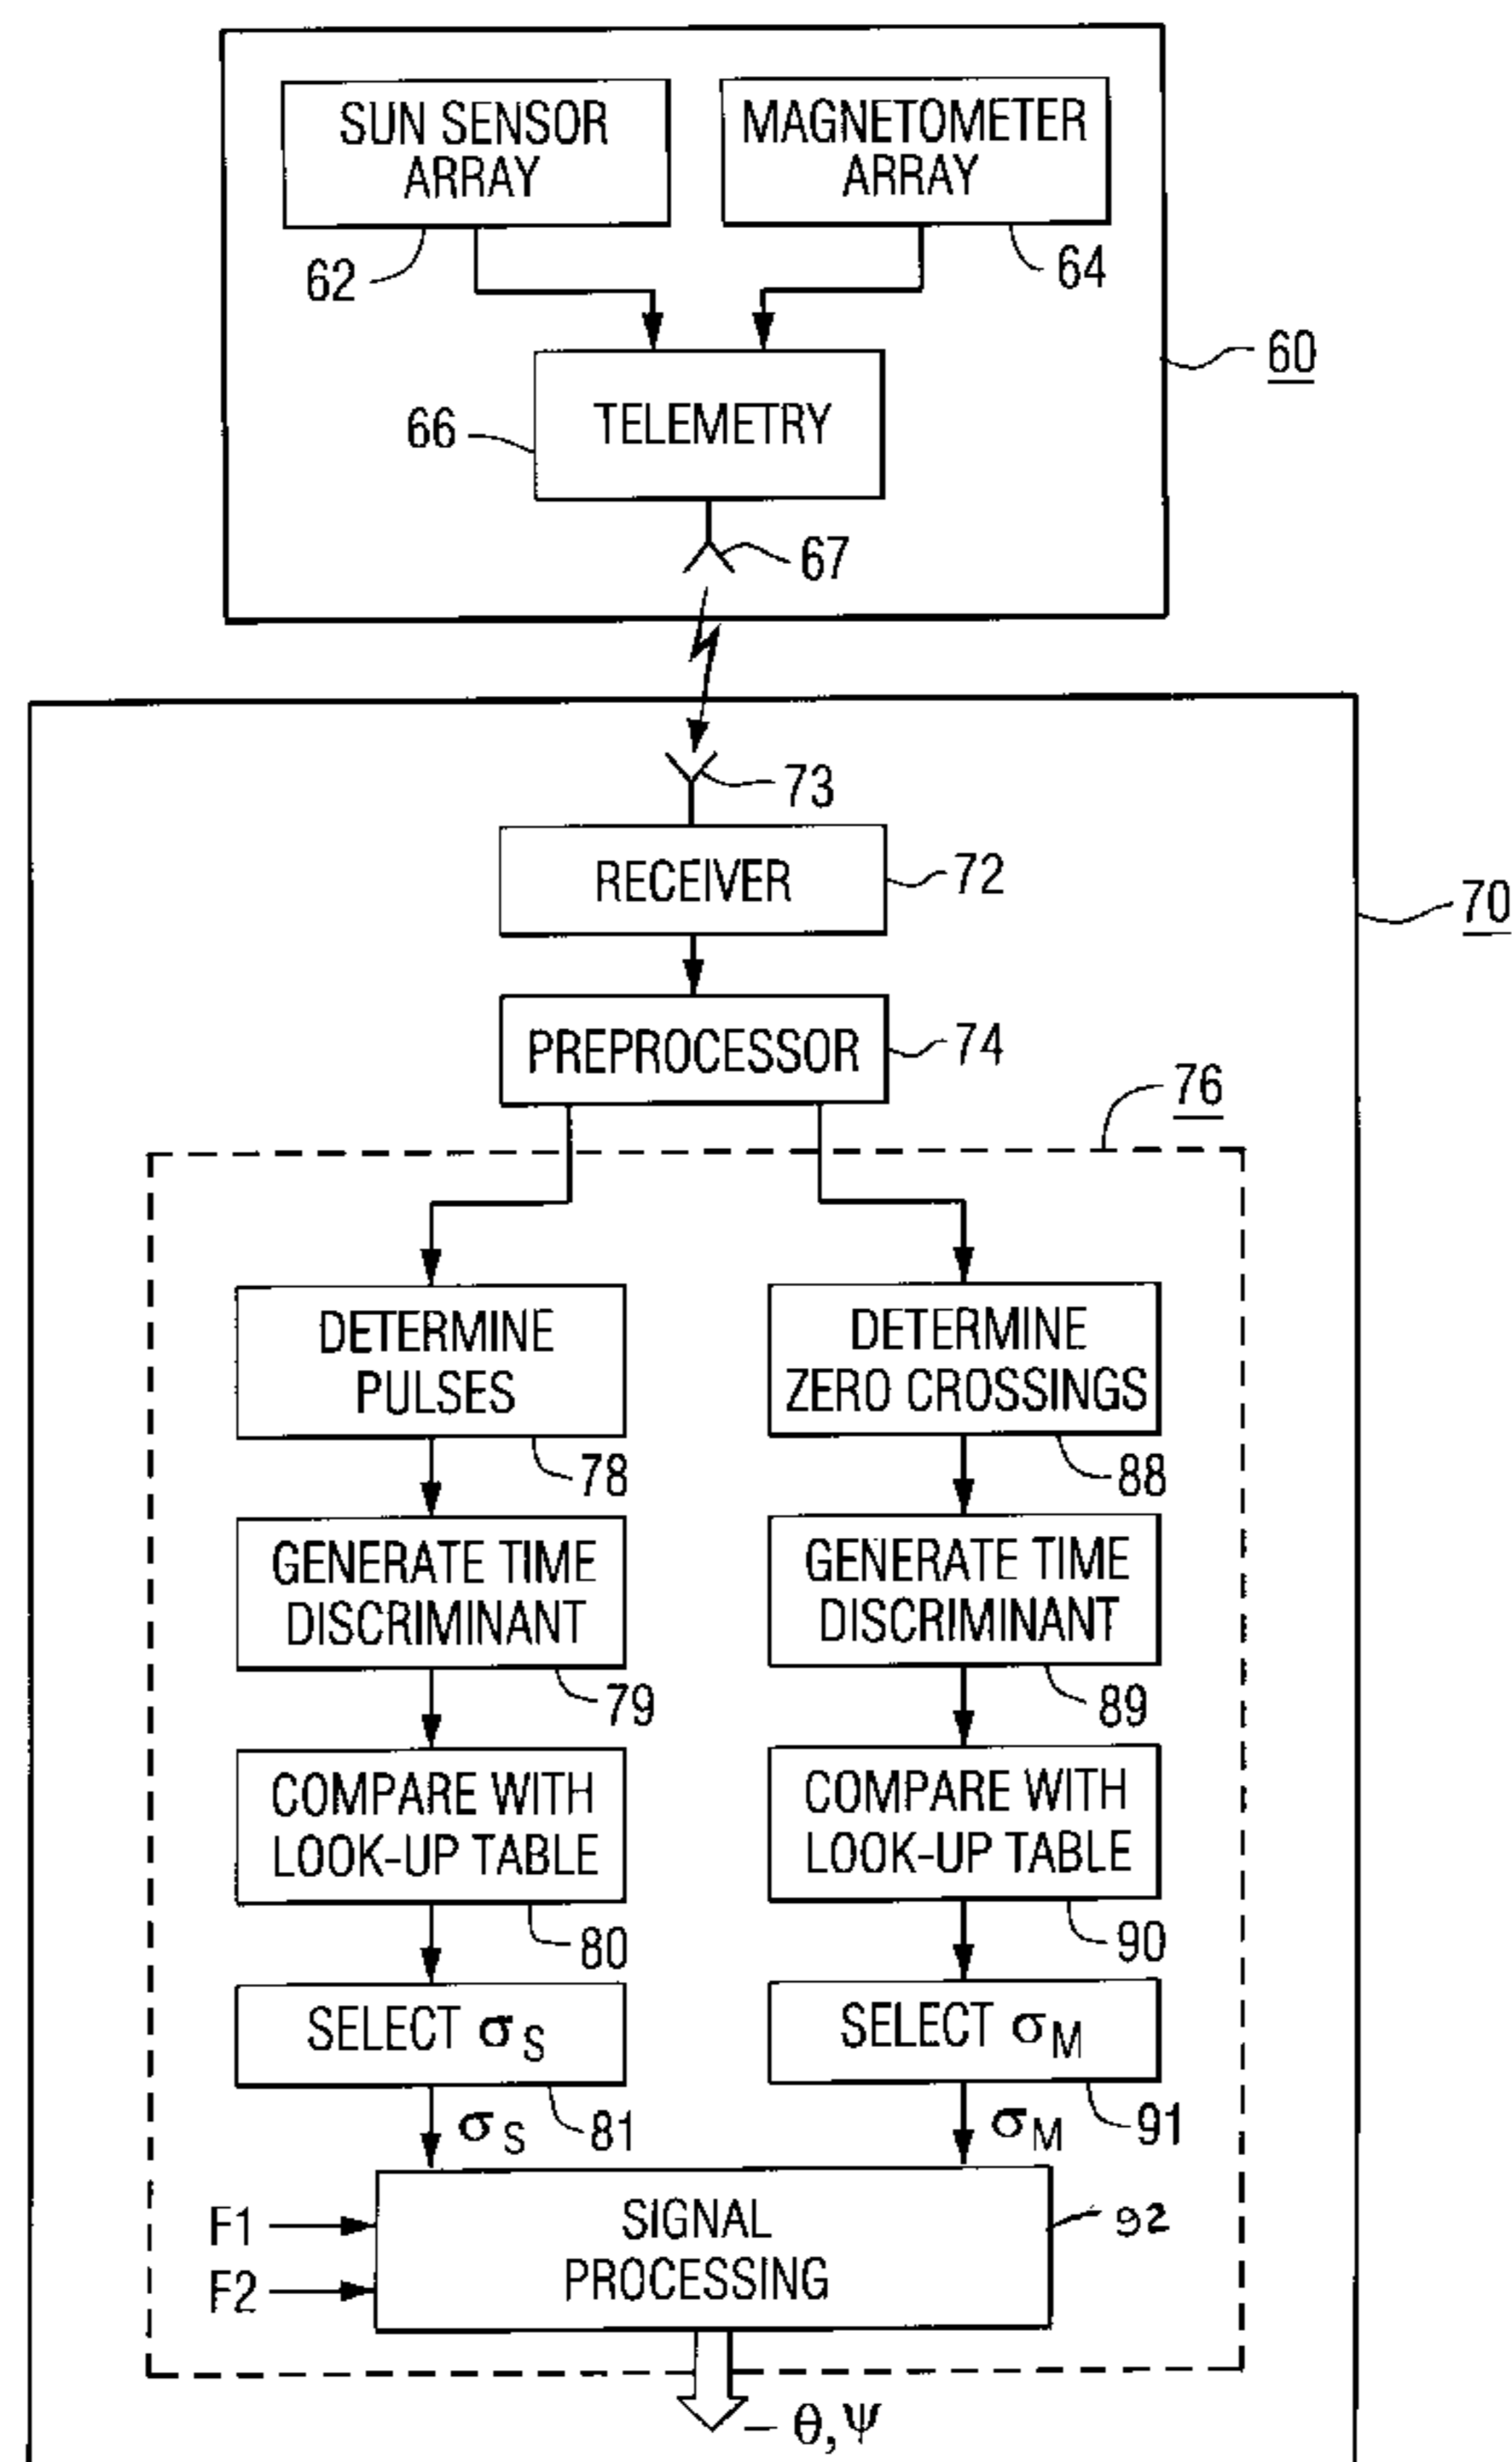 SUN SENSOR
ARRAY
MAGNETOMETER
ARRAY
62
64
60
TELEMETRY
66
67
73
RECEIVER
72
70
PREPROCESSOR
74
76
DETERMINE
PULSES
DETERMINE
ZERO CROSSINGS
78
88
GENERATE TIME
DISCRIMINANT
GENERATE TIME
DISCRIMINANT
79
89
COMPARE WITH
LOOK-UP TABLE
COMPARE WITH
LOOK-UP TABLE
80
90
SELECT σS
SELECT σM
σS
81
σM
91
F1
F2
SIGNAL
PROCESSING
92
– θ, ψ